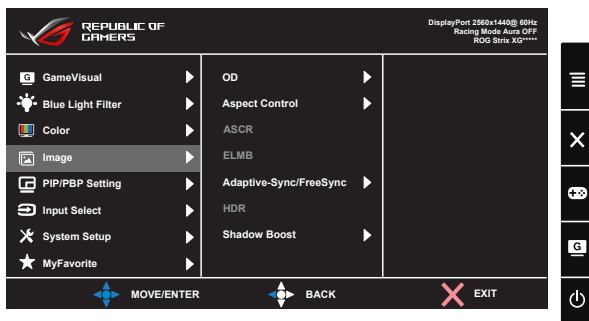 REPUBLIC OF
GAMERS
DisplayPort 2560x1440@ 60Hz
Racing Mode Aura OFF
ROG Strix XG*****
G GameVisual
Blue Light Filter
Color
Image
PIP/PBP Setting
Input Select
System Setup
MyFavorite
OD
Aspect Control
ASCR
ELMB
Adaptive-Sync/FreeSync
HDR
Shadow Boost
MOVE/ENTER
BACK
EXIT
G